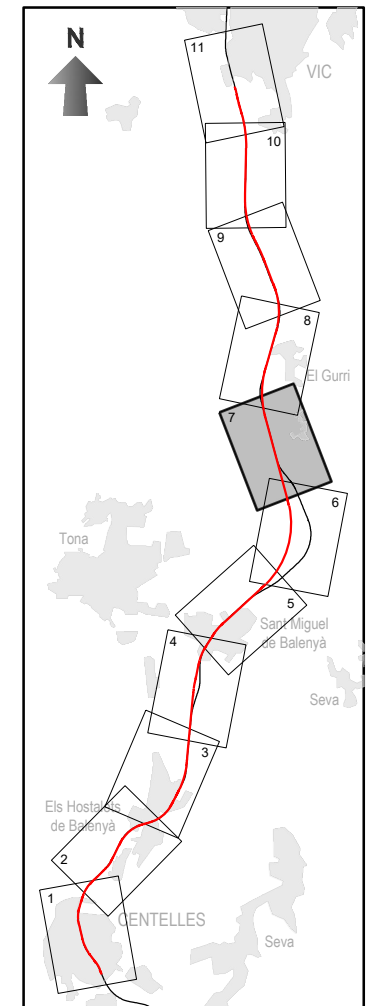 N
11
VIC
10
9
8
El Gurri
7
6
Tona
5
Sant Miguel
de Balenyà
4
Seva
3
Els Hostalets
de Balenyà
2
1
CENTELLES
Seva